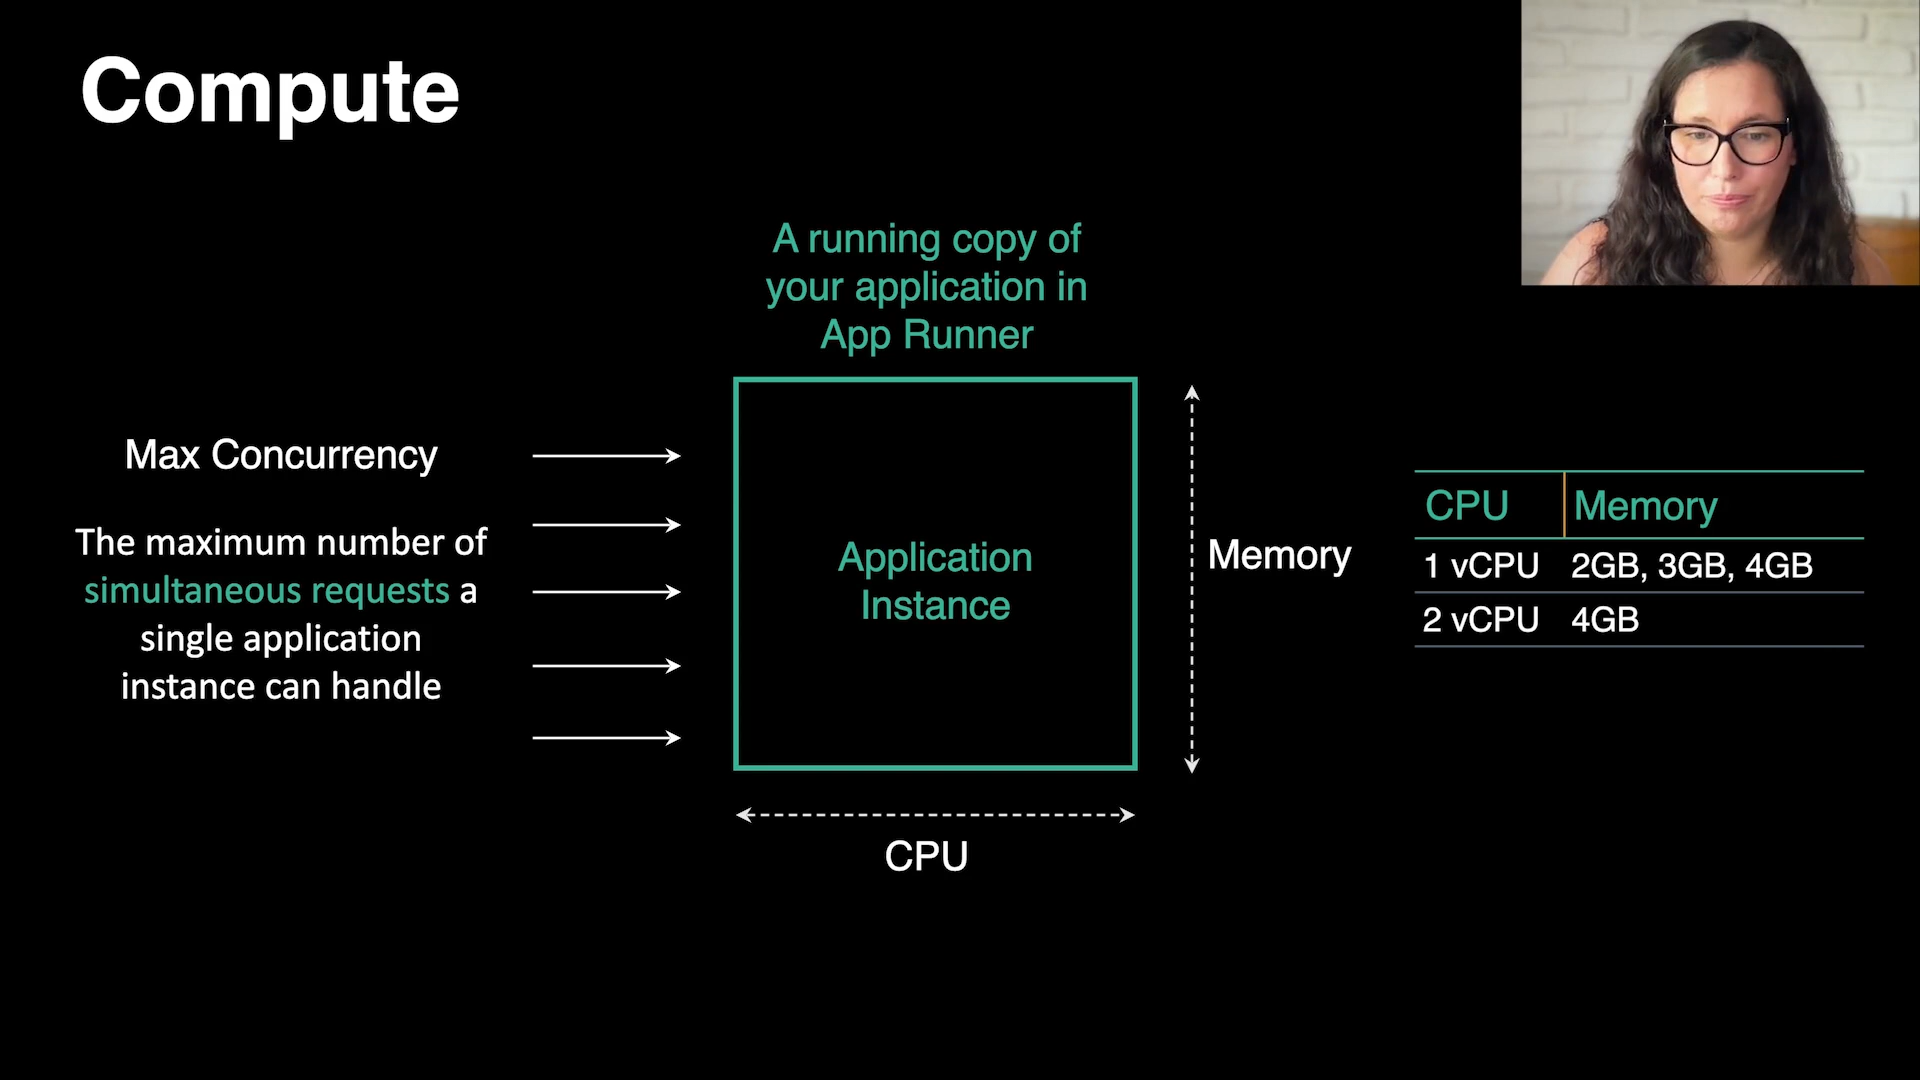 Compute
A running copy of
your application in
App Runner
Max Concurrency
The maximum number of
simultaneous requests a
single application
instance can handle
Application
Instance
Memory
CPU
CPU Memory
1 vCPU 2GB, 3GB, 4GB
2 vCPU 4GB